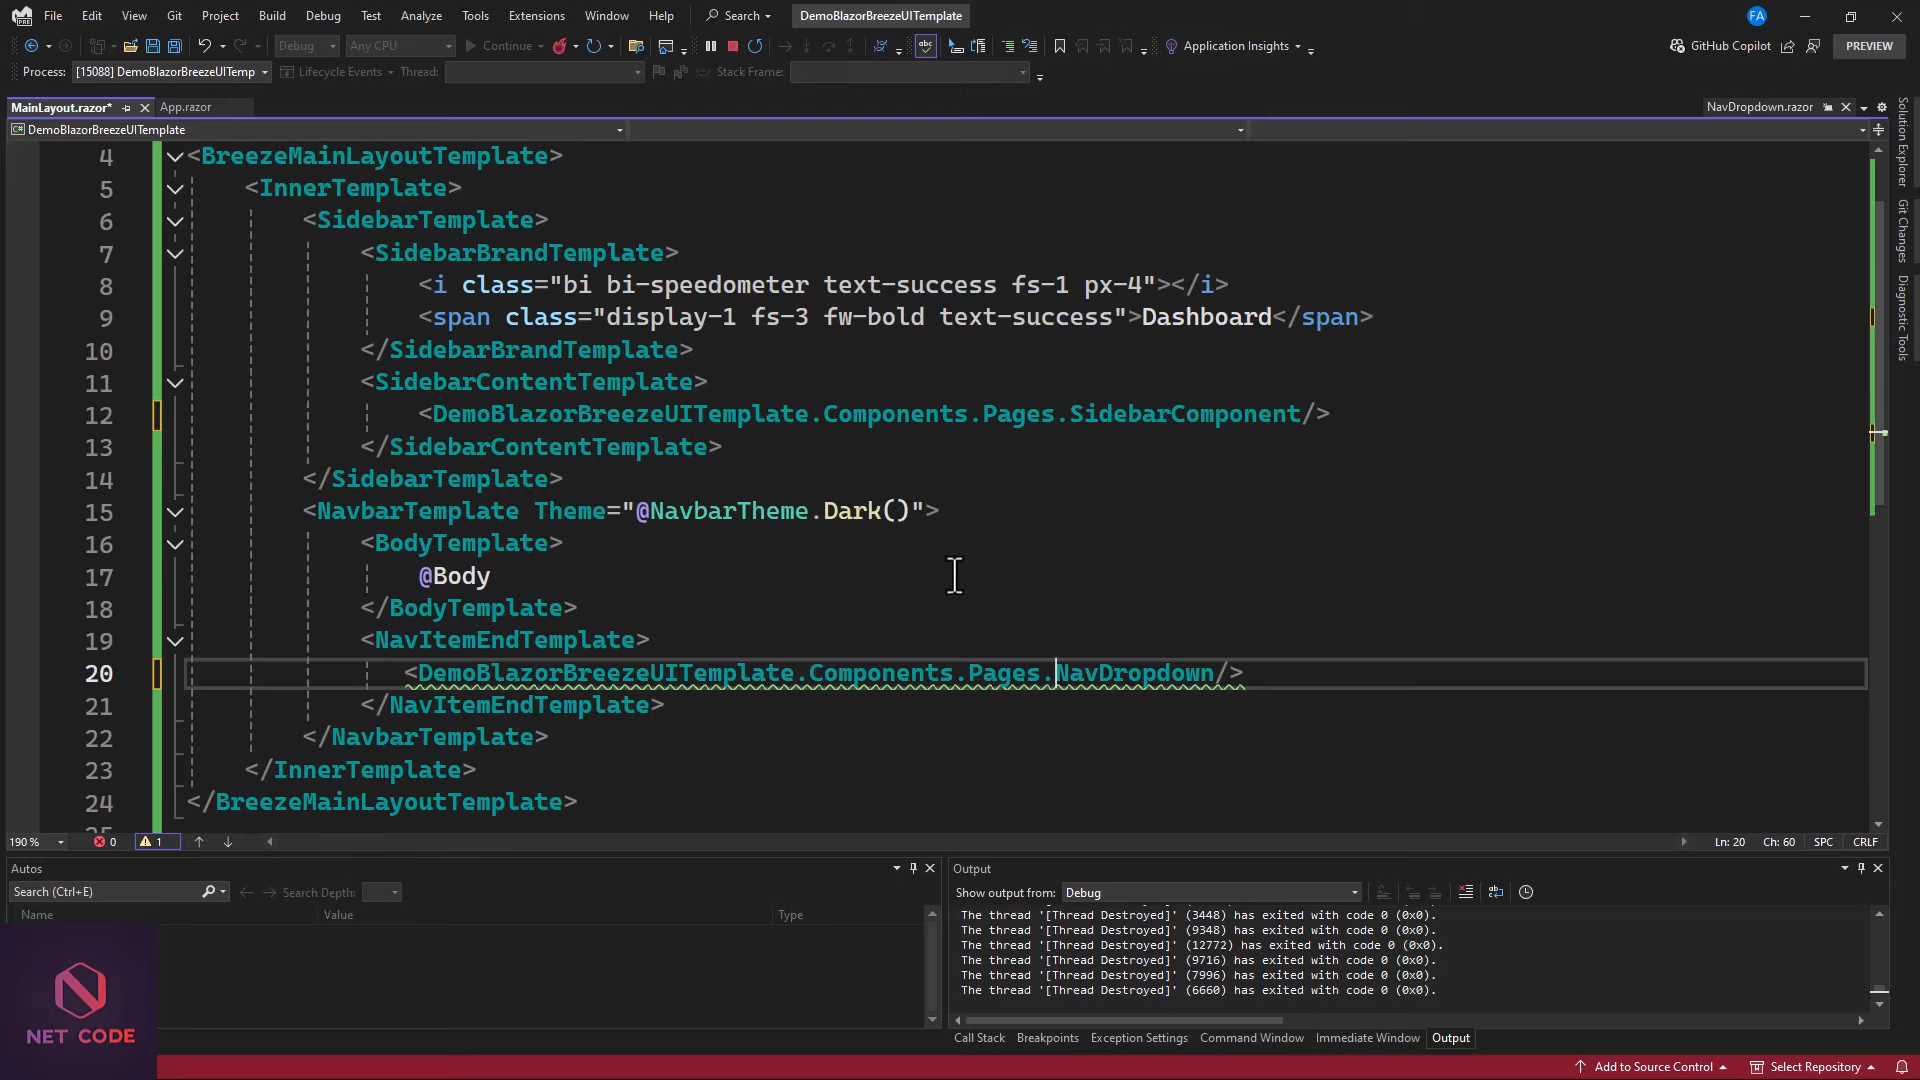 File Edit View Git Project Build Debug Test Analyze Tools Extensions Window Help Search DemoBlazorBreezeUITemplate FA
Debug Any CPU Continue abc Application Insights GitHub Copilot PREVIEW
Process: [15088] DemoBlazorBreezeUITemp Lifecycle Events Thread: Stack Frame:
MainLayout.razor* App.razor NavDropdown.razor
DemoBlazorBreezeUITemplate
4 <BreezeMainLayoutTemplate>
5 <InnerTemplate>
6 <SidebarTemplate>
7 <SidebarBrandTemplate>
8 <i class="bi bi-speedometer text-success fs-1 px-4"></i>
9 <span class="display-1 fs-3 fw-bold text-success">Dashboard</span>
10 </SidebarBrandTemplate>
11 <SidebarContentTemplate>
12 <DemoBlazorBreezeUITemplate.Components.Pages.SidebarComponent/>
13 </SidebarContentTemplate>
14 </SidebarTemplate>
15 <NavbarTemplate Theme="@NavbarTheme.Dark()">
16 <BodyTemplate>
17 @Body
18 </BodyTemplate>
19 <NavItemEndTemplate>
20 <DemoBlazorBreezeUITemplate.Components.Pages.NavDropdown/>
21 </NavItemEndTemplate>
22 </NavbarTemplate>
23 </InnerTemplate>
24 </BreezeMainLayoutTemplate>
Solution Explorer
Git Changes
Diagnostic Tools
190 % 0 1 Ln: 20 Ch: 60 SPC CRLF
Autos
Search (Ctrl+E) Search Depth:
Name Value Type
Output
Show output from: Debug
The thread '[Thread Destroyed]' (3448) has exited with code 0 (0x0).
The thread '[Thread Destroyed]' (9348) has exited with code 0 (0x0).
The thread '[Thread Destroyed]' (12772) has exited with code 0 (0x0).
The thread '[Thread Destroyed]' (9716) has exited with code 0 (0x0).
The thread '[Thread Destroyed]' (7996) has exited with code 0 (0x0).
The thread '[Thread Destroyed]' (6660) has exited with code 0 (0x0).
Call Stack Breakpoints Exception Settings Command Window Immediate Window Output
NET CODE
Add to Source Control Select Repository